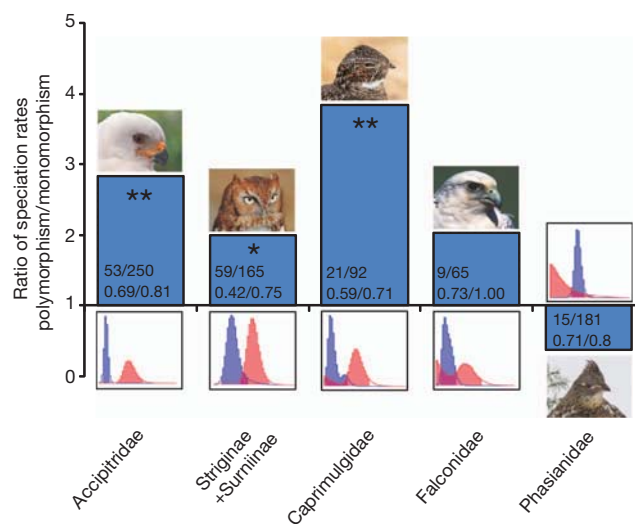 Ratio of speciation rates
polymorphism/monomorphism
5
4
3
2
1
0
**
53/250
0.69/0.81
*
59/165
0.42/0.75
**
21/92
0.59/0.71
9/65
0.73/1.00
15/181
0.71/0.8
Accipitridae
Striginae
+Surniinae
Caprimulgidae
Falconidae
Phasianidae